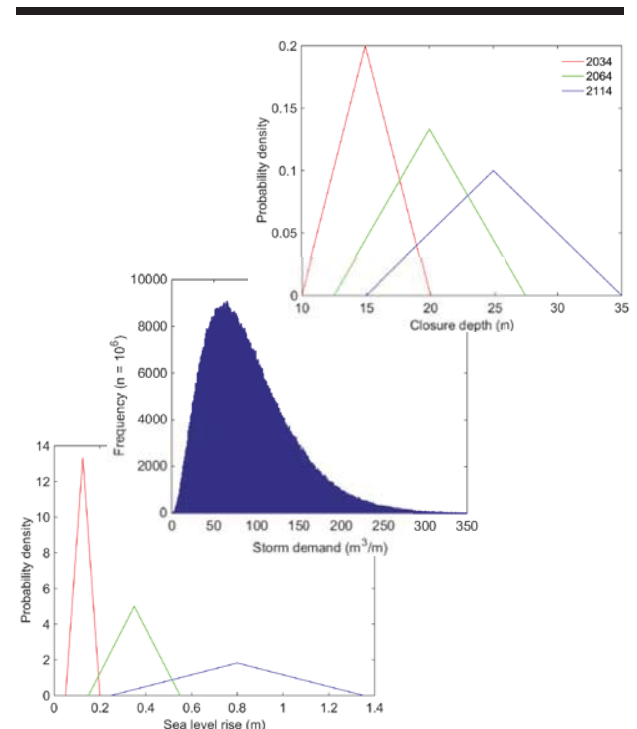 0.2
2034
2064
2114
0.15
0.1
0.05
0
Probability density
10 15 20 25 30 35
Closure depth (m)
10000
8000
6000
4000
2000
0
Frequency (n = 10⁶)
0 50 100 150 200 250 300 350
Storm demand (m³/m)
14
12
10
8
6
4
2
0
Probability density
0 0.2 0.4 0.6 0.8 1 1.2 1.4
Sea level rise (m)